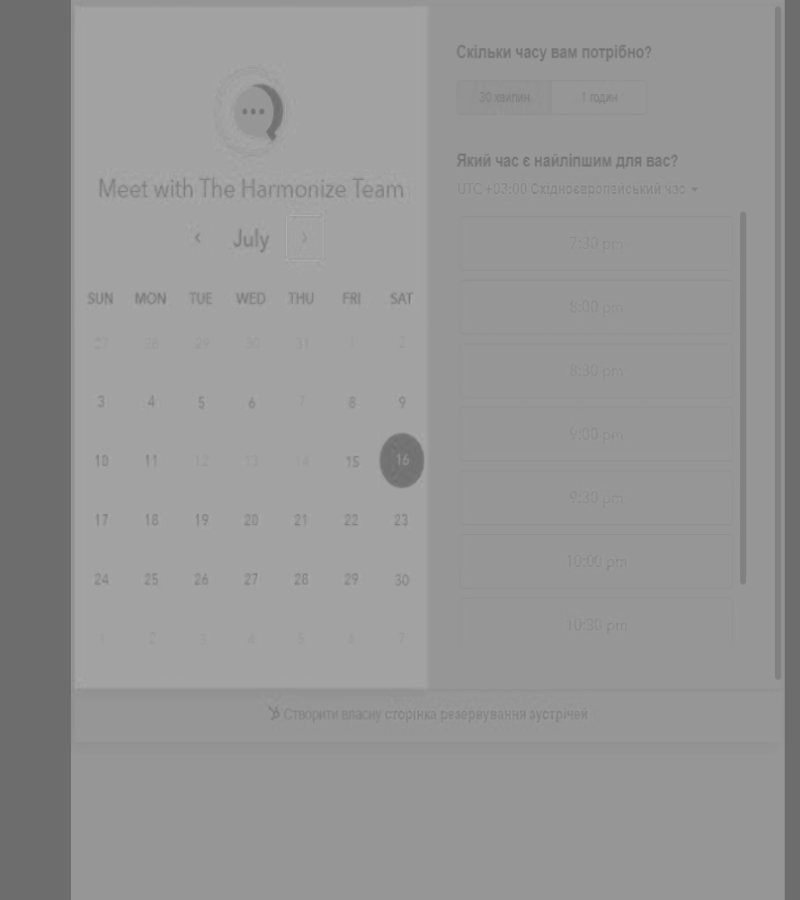 Meet with The Harmonize Team
‹ July ›
SUN MON TUE WED THU FRI SAT
27 28 29 30 31 1 2
3 4 5 6 7 8 9
10 11 12 13 14 15 16
17 18 19 20 21 22 23
24 25 26 27 28 29 30
1 2 3 4 5 6 7
Скільки часу вам потрібно?
30 хвилин 1 годин
Який час є найліпшим для вас?
UTC +03:00 Східноєвропейський час
7:30 pm
8:00 pm
8:30 pm
9:00 pm
9:30 pm
10:00 pm
10:30 pm
Створити власну сторінка резервування зустрічей